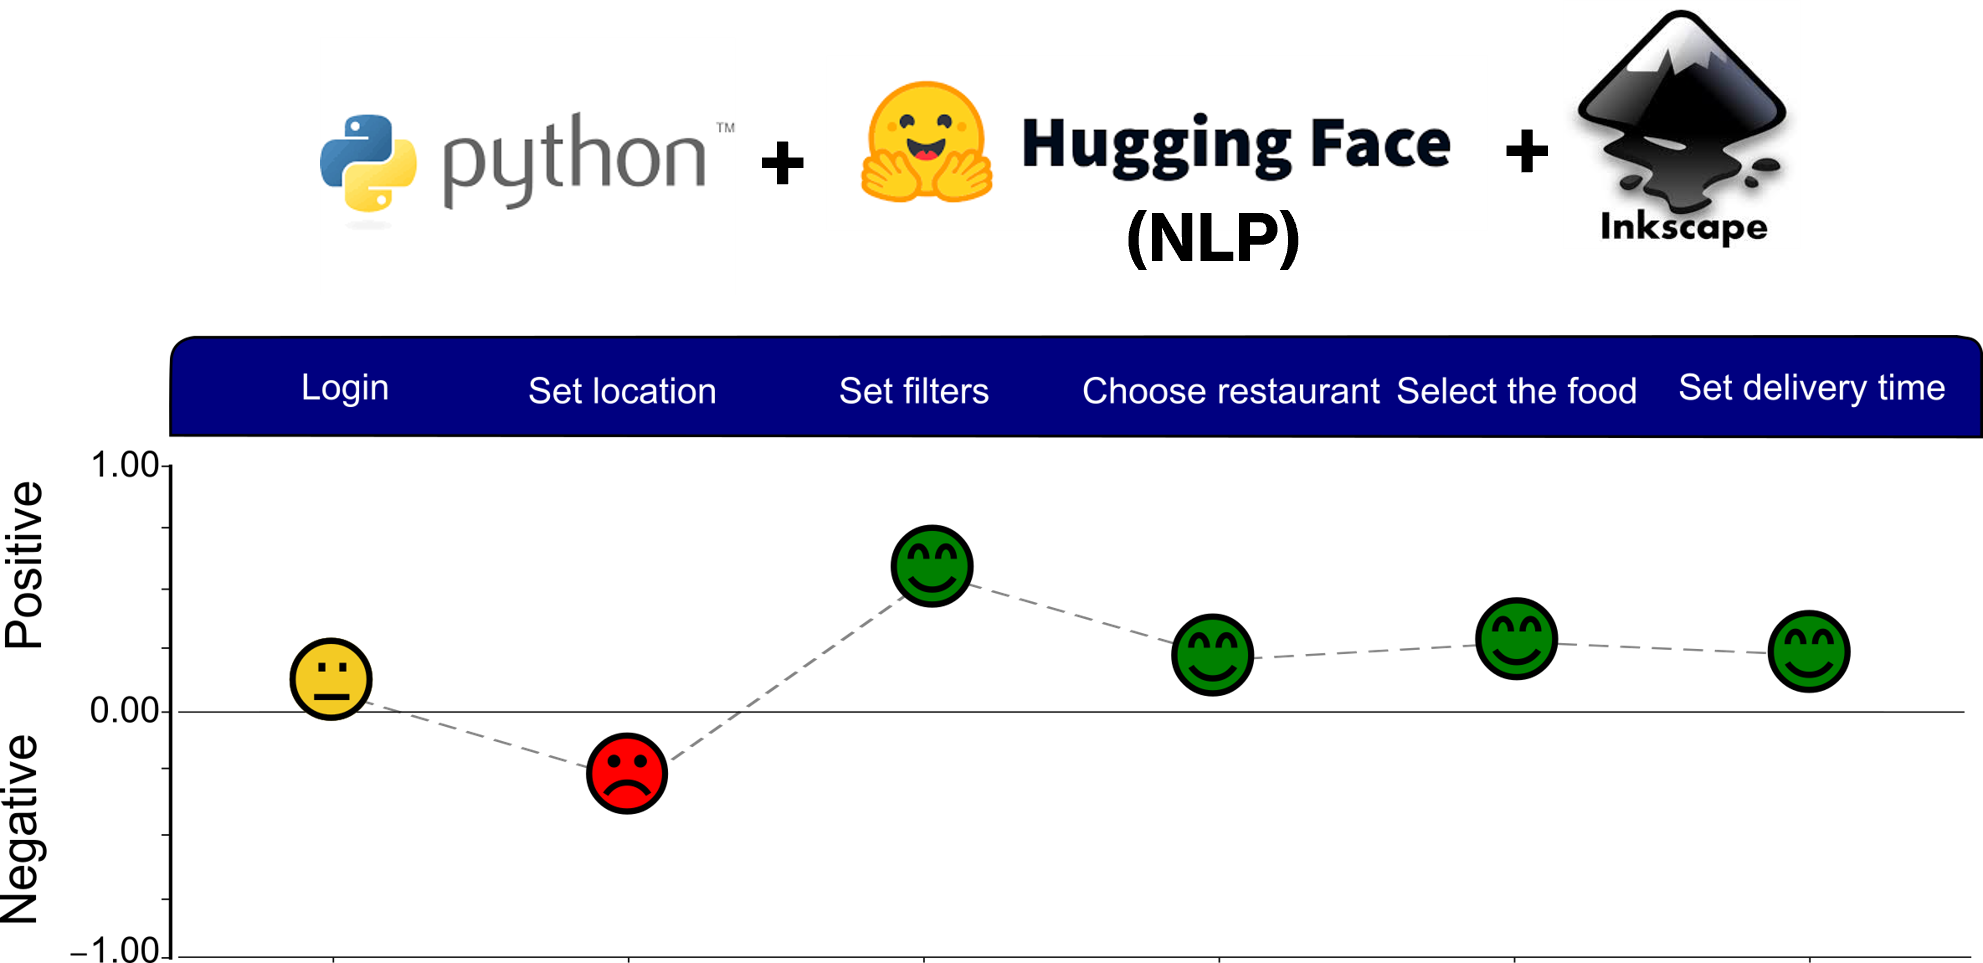 python™ + Hugging Face + Inkscape
(NLP)
Login Set location Set filters Choose restaurant Select the food Set delivery time
1.00
Positive
0.00
Negative
−1.00